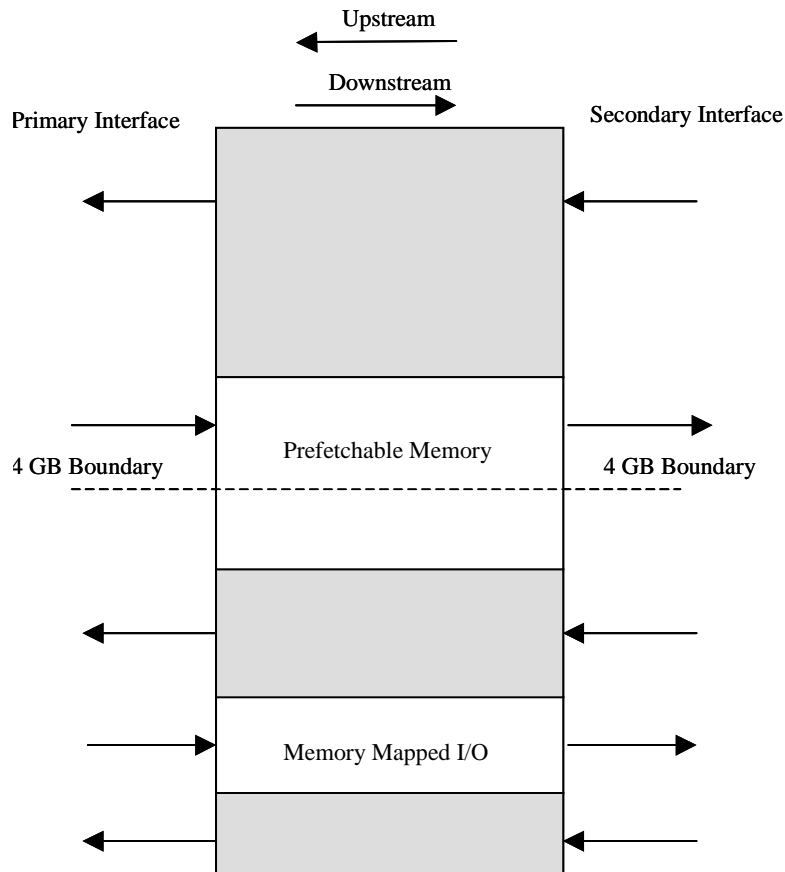 Upstream
Downstream
Primary Interface
Secondary Interface
Prefetchable Memory
4 GB Boundary
4 GB Boundary
Memory Mapped I/O